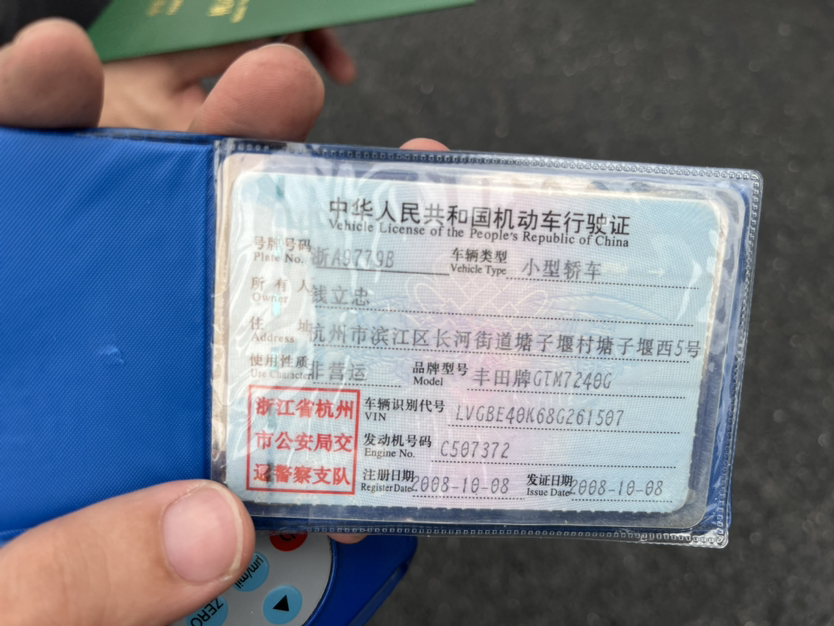 中华人民共和国机动车行驶证
Vehicle License of the People's Republic of China
号牌号码 浙A9779B 车辆类型 小型轿车
Plate No. Vehicle Type
所有人 钱立忠
Owner
住址 杭州市滨江区长河街道塘子堰村塘子堰西5号
Address
使用性质 非营运 品牌型号 丰田牌GTM7240G
Use Character Model
浙江省杭州
市公安局交
通警察支队
车辆识别代号 LVGBE40K68G261507
VIN
发动机号码 C507372
Engine No.
注册日期 2008-10-08 发证日期 2008-10-08
Register Date Issue Date
μm/mil
ZERO